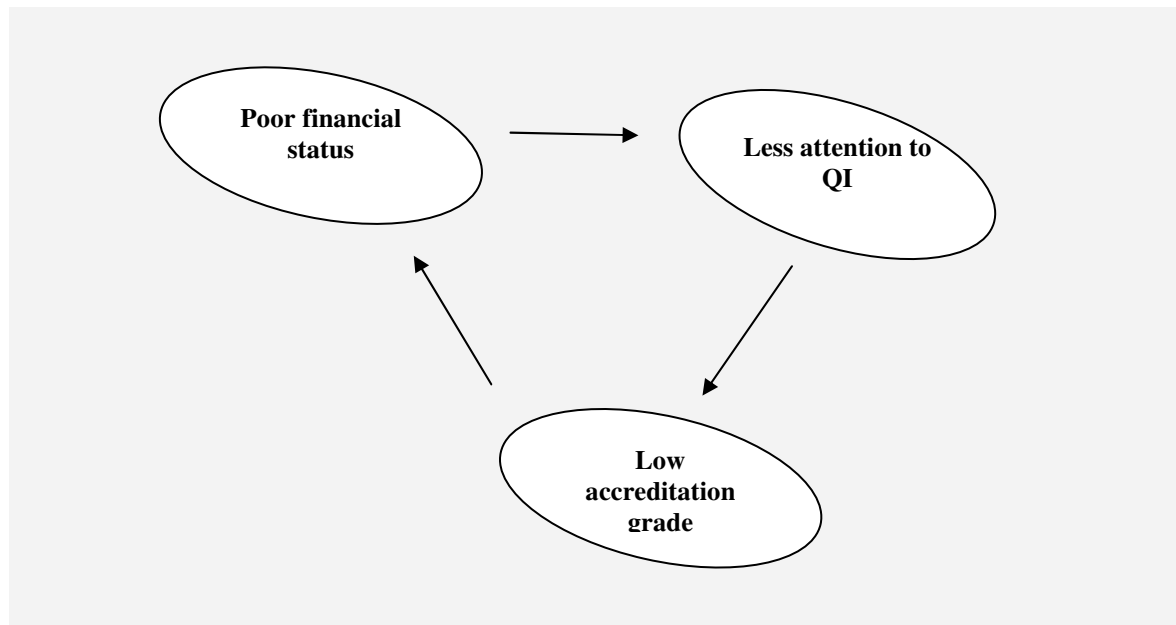 Poor financial
status
Less attention to
QI
Low
accreditation
grade